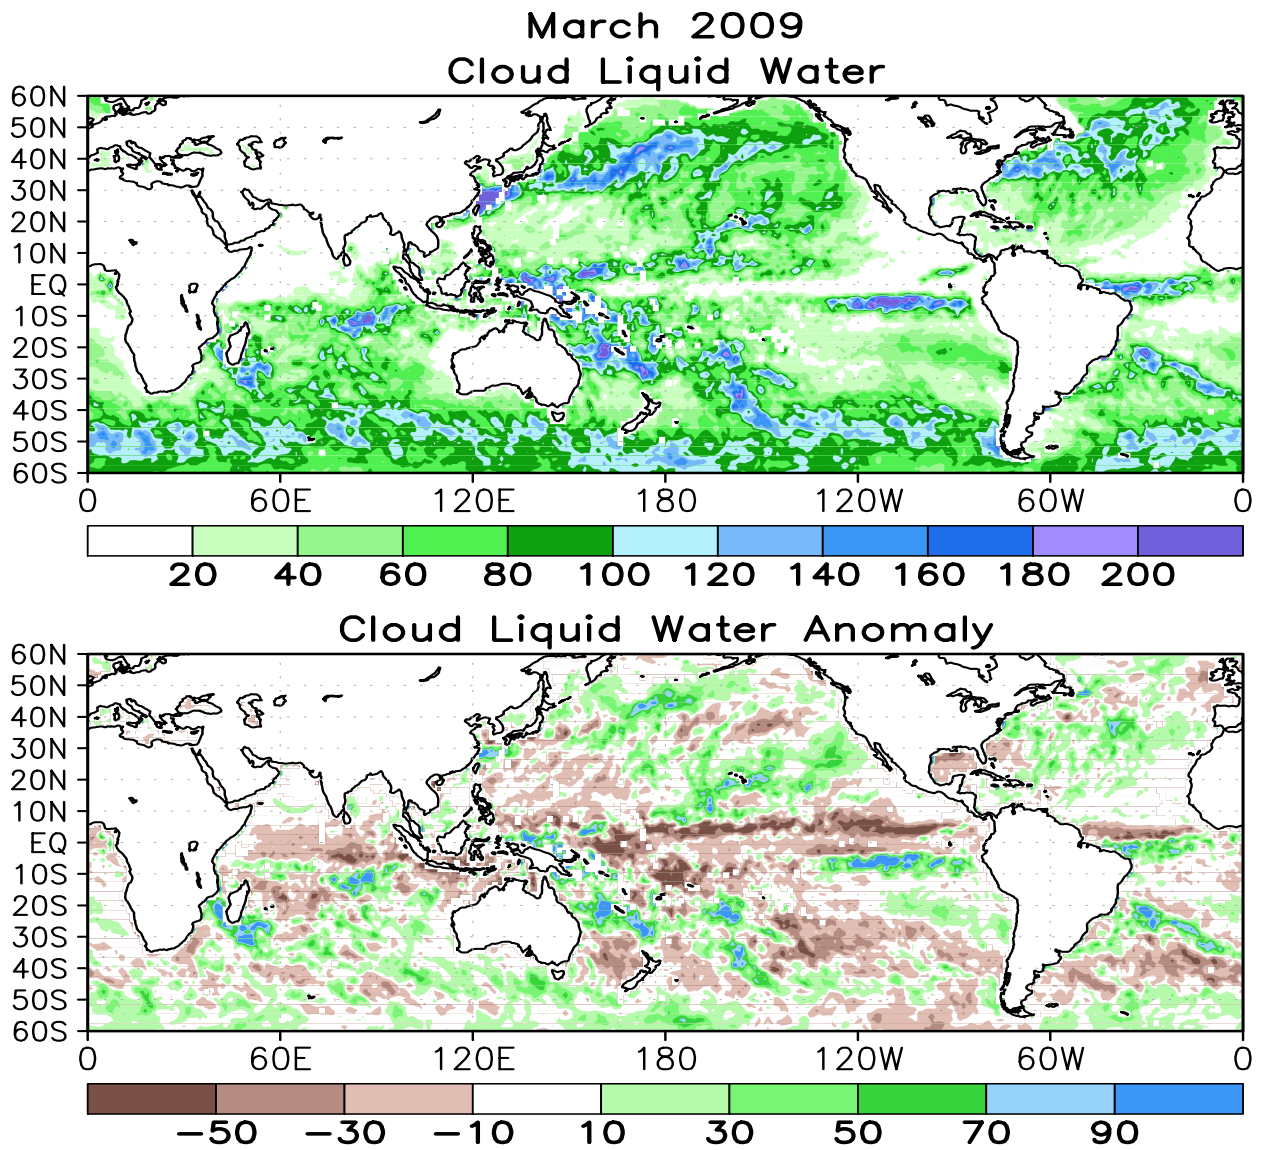 March 2009
Cloud Liquid Water
60N
50N
40N
30N
20N
10N
EQ
10S
20S
30S
40S
50S
60S
0 60E 120E 180 120W 60W 0
20 40 60 80 100 120 140 160 180 200
Cloud Liquid Water Anomaly
60N
50N
40N
30N
20N
10N
EQ
10S
20S
30S
40S
50S
60S
0 60E 120E 180 120W 60W 0
−50 −30 −10 10 30 50 70 90